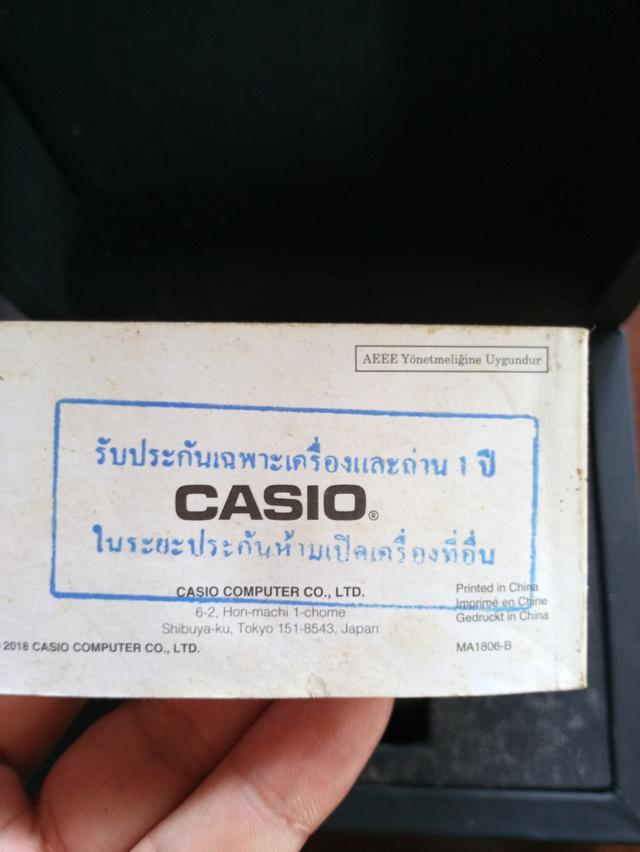 AEEE Yönetmeliğine Uygundur
รับประกันเฉพาะเครื่องและถ่าน 1 ปี
CASIO®
ในระยะประกันห้ามเปิดเครื่องที่อื่น
CASIO COMPUTER CO., LTD.
6-2, Hon-machi 1-chome
Shibuya-ku, Tokyo 151-8543, Japan
Printed in China
Imprimé en Chine
Gedruckt in China
2018 CASIO COMPUTER CO., LTD.
MA1806-B